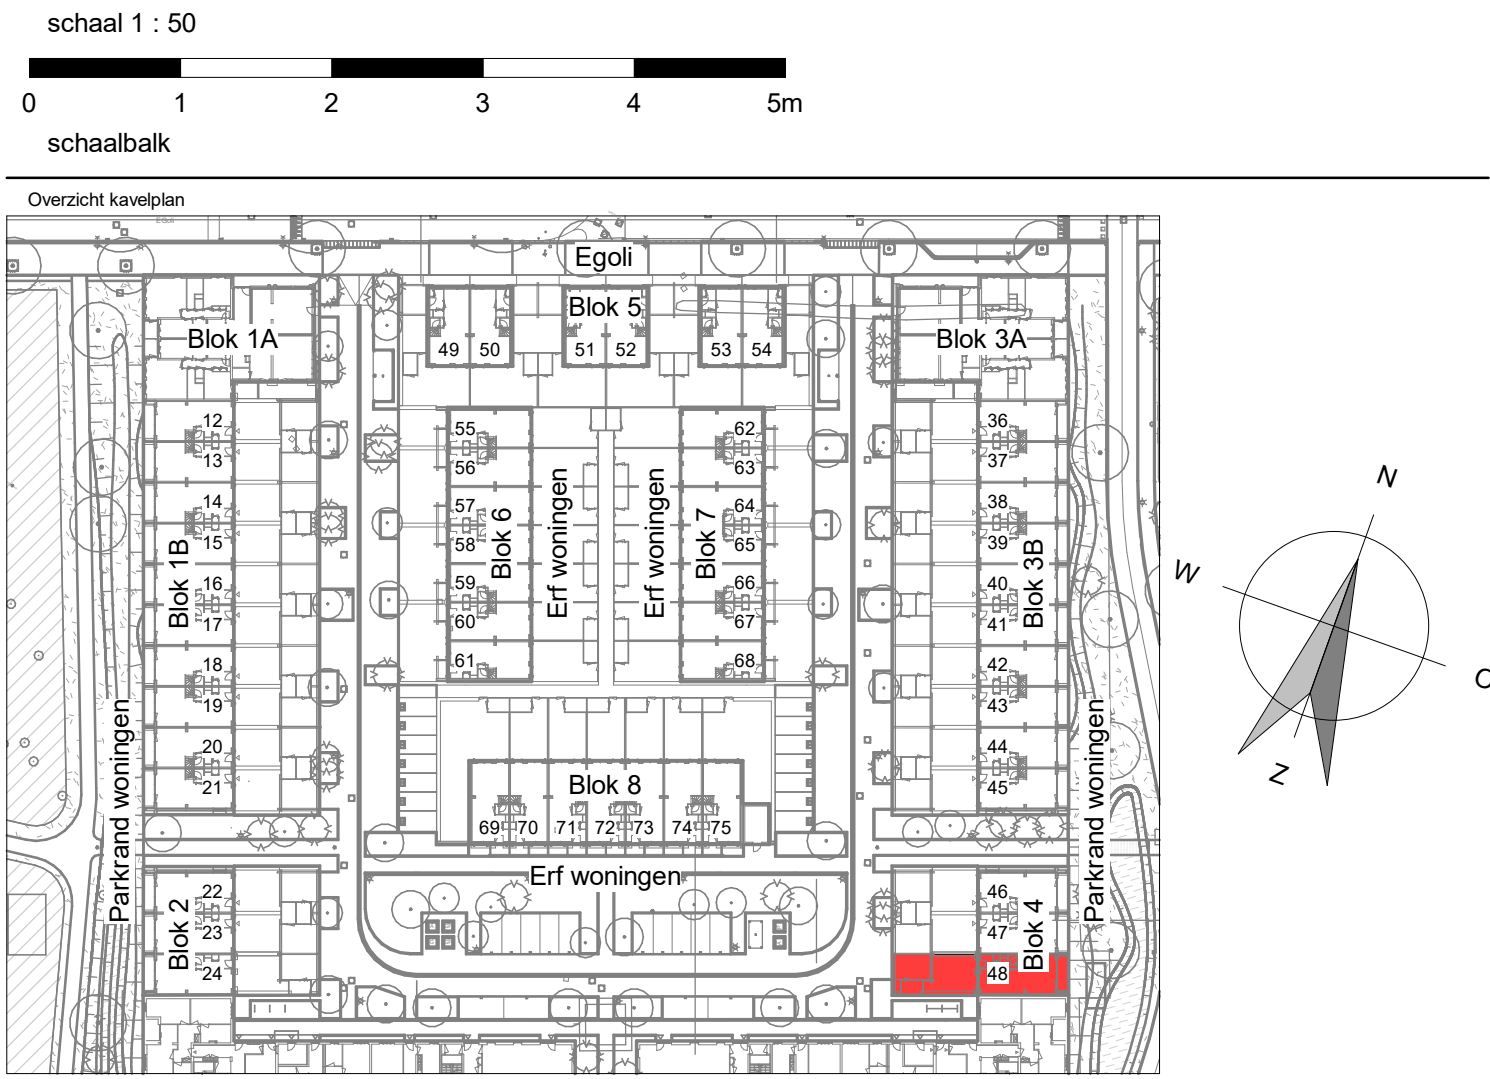 schaal 1 : 50
0 1 2 3 4 5m
schaalbalk
Overzicht kavelplan
EGoli
Egoli
Blok 1A
Blok 5
Blok 3A
49 50 51 52 53 54
12
13
14
15
16
17
18
19
20
21
Blok 1B
Parkrand woningen
22
23
24
Blok 2
55
56
57
58
59
60
61
Blok 6
Erf woningen
Erf woningen
Blok 7
62
63
64
65
66
67
68
Blok 8
69 70 71 72 73 74 75
Erf woningen
36
37
38
39
40
41
42
43
44
45
Blok 3B
Parkrand woningen
46
47
48
Blok 4
N
W
O
Z